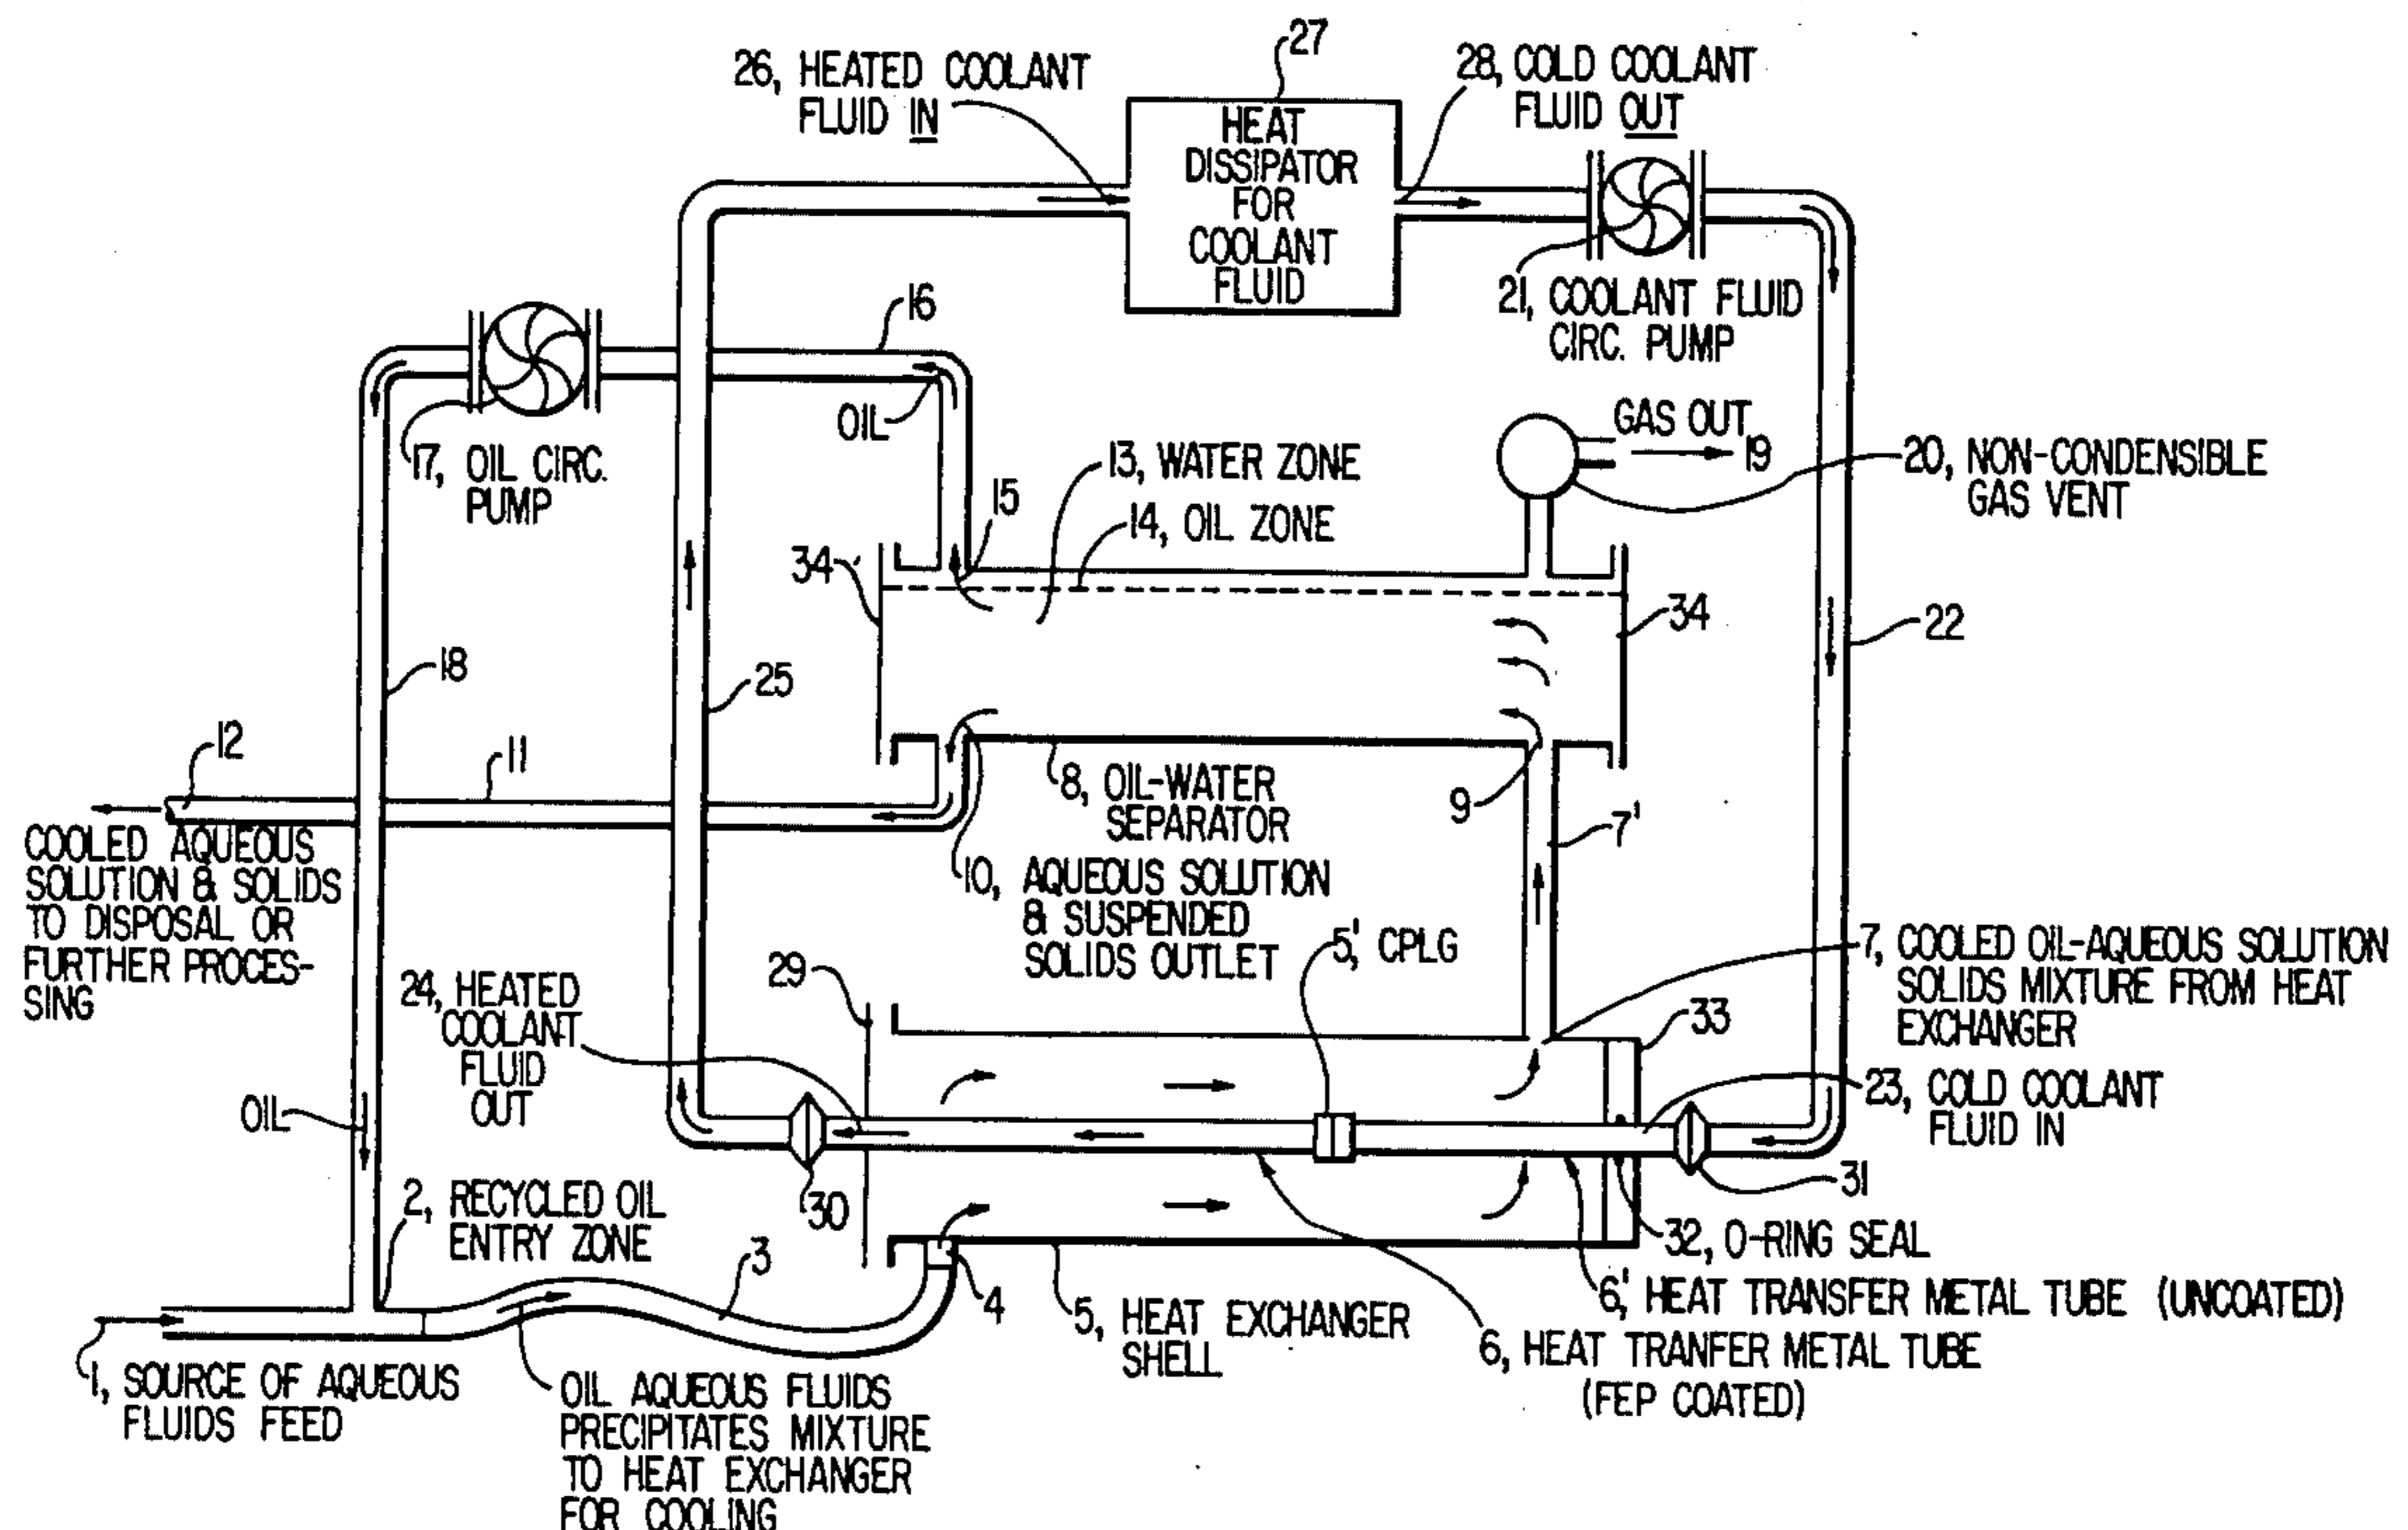 27
26, HEATED COOLANT
FLUID IN
28, COLD COOLANT
FLUID OUT
HEAT
DISSIPATOR
FOR
COOLANT
FLUID
21, COOLANT FLUID
CIRC. PUMP
16
OIL
17, OIL CIRC.
PUMP
GAS OUT
19
20, NON-CONDENSIBLE
GAS VENT
13, WATER ZONE
15
14, OIL ZONE
34
34
22
18
25
12
11
8, OIL-WATER
SEPARATOR
9
7'
COOLED AQUEOUS
SOLUTION & SOLIDS
TO DISPOSAL OR
FURTHER PROCES-
SING
10, AQUEOUS SOLUTION
& SUSPENDED
SOLIDS OUTLET
5', CPLG
7, COOLED OIL-AQUEOUS SOLUTION
SOLIDS MIXTURE FROM HEAT
EXCHANGER
29
24, HEATED
COOLANT
FLUID
OUT
33
23, COLD COOLANT
FLUID IN
OIL
31
30
2, RECYCLED OIL
ENTRY ZONE
32, O-RING SEAL
3
4
5, HEAT EXCHANGER
SHELL
6', HEAT TRANSFER METAL TUBE (UNCOATED)
6, HEAT TRANFER METAL TUBE
(FEP COATED)
1, SOURCE OF AQUEOUS
FLUIDS FEED
OIL AQUEOUS FLUIDS
PRECIPITATES MIXTURE
TO HEAT EXCHANGER
FOR COOLING